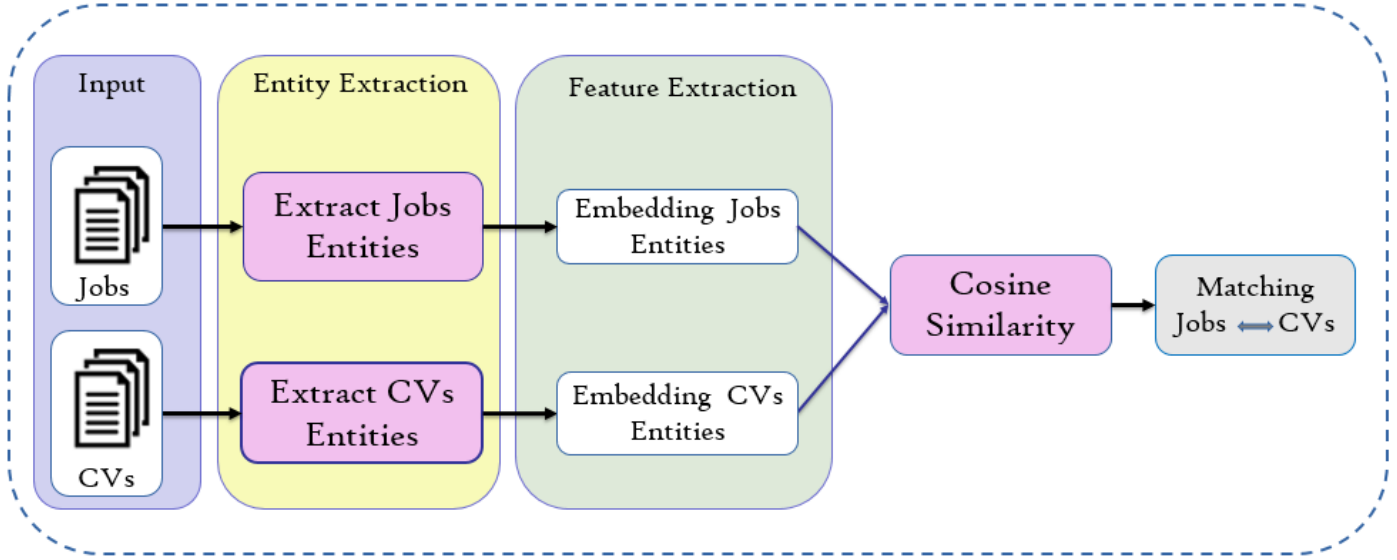 Input
Entity Extraction
Feature Extraction
Jobs
Extract Jobs
Entities
Embedding Jobs
Entities
CVs
Extract CVs
Entities
Embedding CVs
Entities
Cosine
Similarity
Matching
Jobs CVs